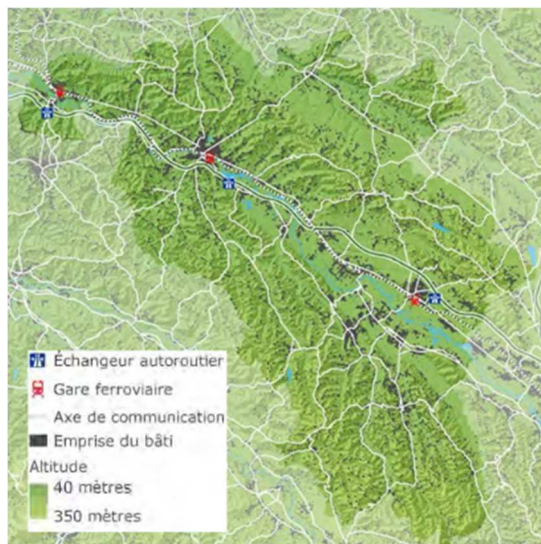 Échangeur autoroutier
Gare ferroviaire
Axe de communication
Emprise du bâti
Altitude
40 mètres
350 mètres